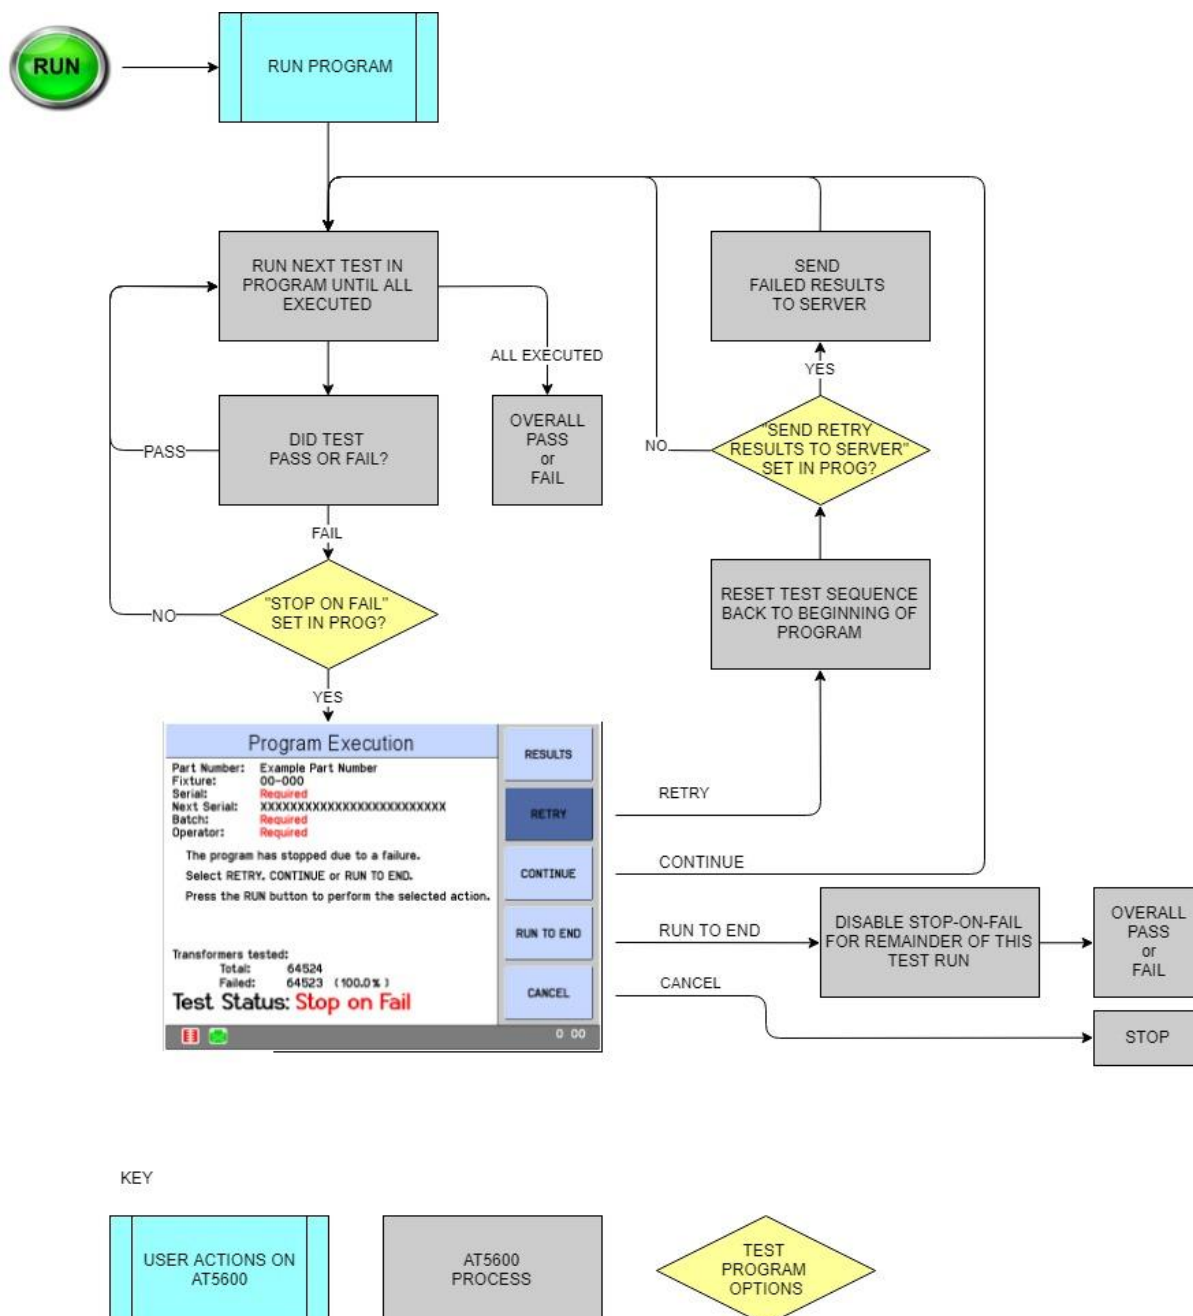 RUN
RUN PROGRAM
RUN NEXT TEST IN
PROGRAM UNTIL ALL
EXECUTED
SEND
FAILED RESULTS
TO SERVER
ALL EXECUTED
YES
OVERALL
PASS
or
FAIL
DID TEST
PASS OR FAIL?
PASS
"SEND RETRY
RESULTS TO SERVER"
SET IN PROG?
NO
FAIL
"STOP ON FAIL"
SET IN PROG?
NO
RESET TEST SEQUENCE
BACK TO BEGINNING OF
PROGRAM
YES
Program Execution
Part Number: Example Part Number
Fixture: 00-000
Serial: Required
Next Serial: XXXXXXXXXXXXXXXXXXXXXXXXX
Batch: Required
Operator: Required
The program has stopped due to a failure.
Select RETRY, CONTINUE or RUN TO END.
Press the RUN button to perform the selected action.
Transformers tested:
Total: 64524
Failed: 64523 (100.0%)
Test Status: Stop on Fail
RESULTS
RETRY
CONTINUE
RUN TO END
CANCEL
0 00
RETRY
CONTINUE
RUN TO END
CANCEL
DISABLE STOP-ON-FAIL
FOR REMAINDER OF THIS
TEST RUN
OVERALL
PASS
or
FAIL
STOP
KEY
USER ACTIONS ON
AT5600
AT5600
PROCESS
TEST
PROGRAM
OPTIONS